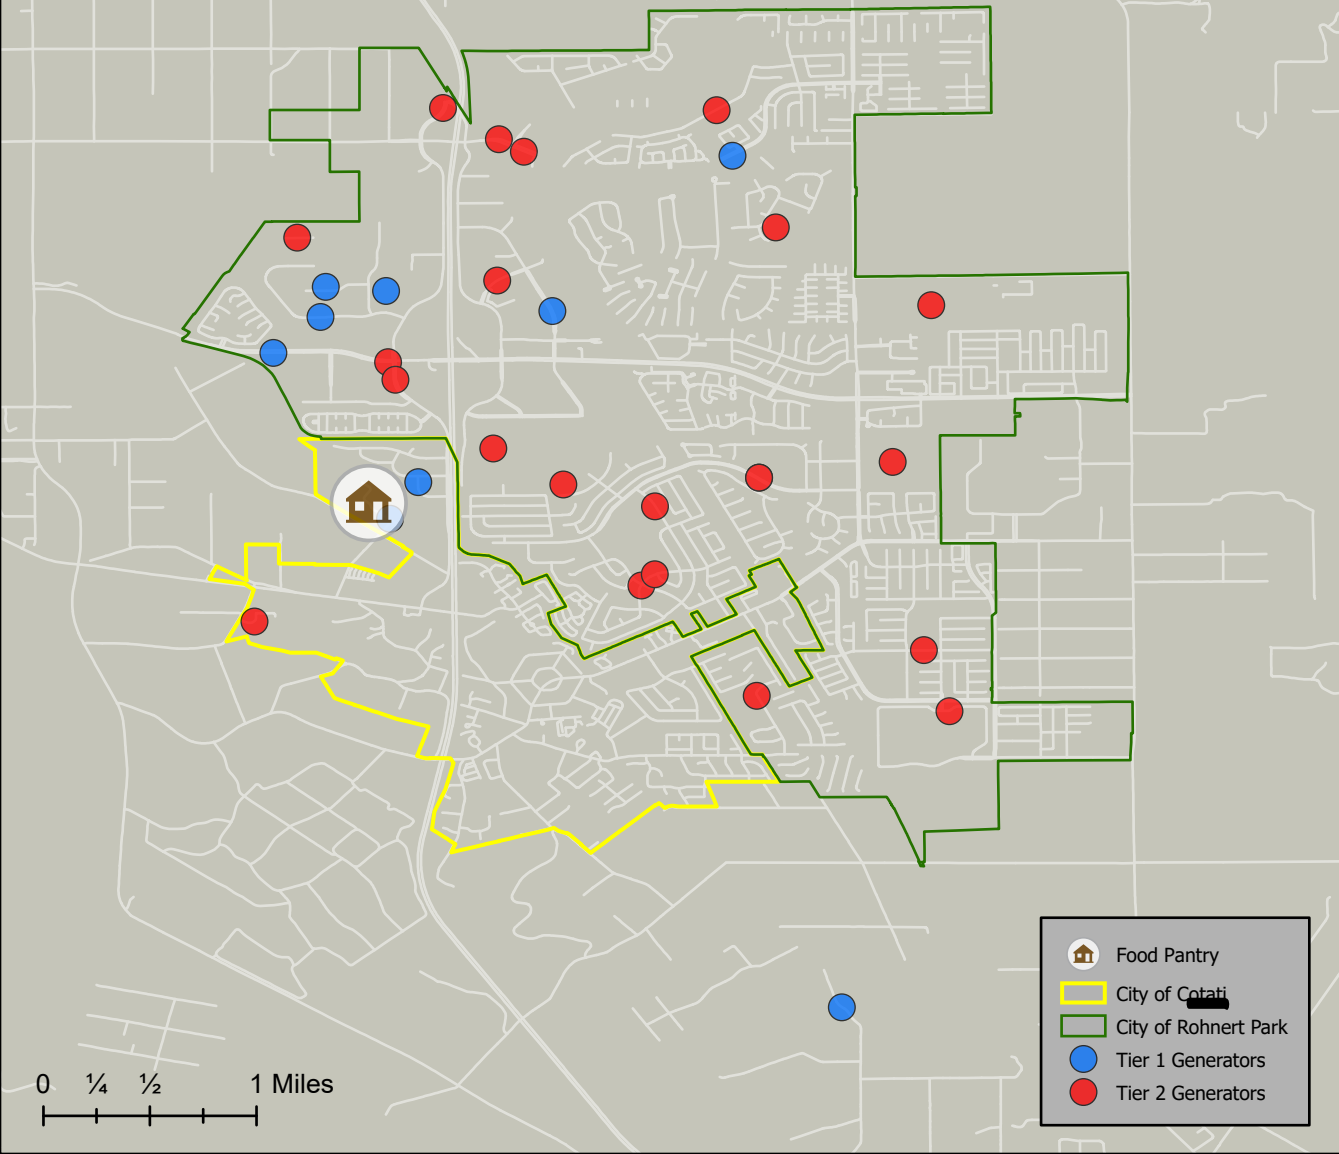 Food Pantry
City of Cotati
City of Rohnert Park
Tier 1 Generators
Tier 2 Generators
0 ¼ ½ 1 Miles